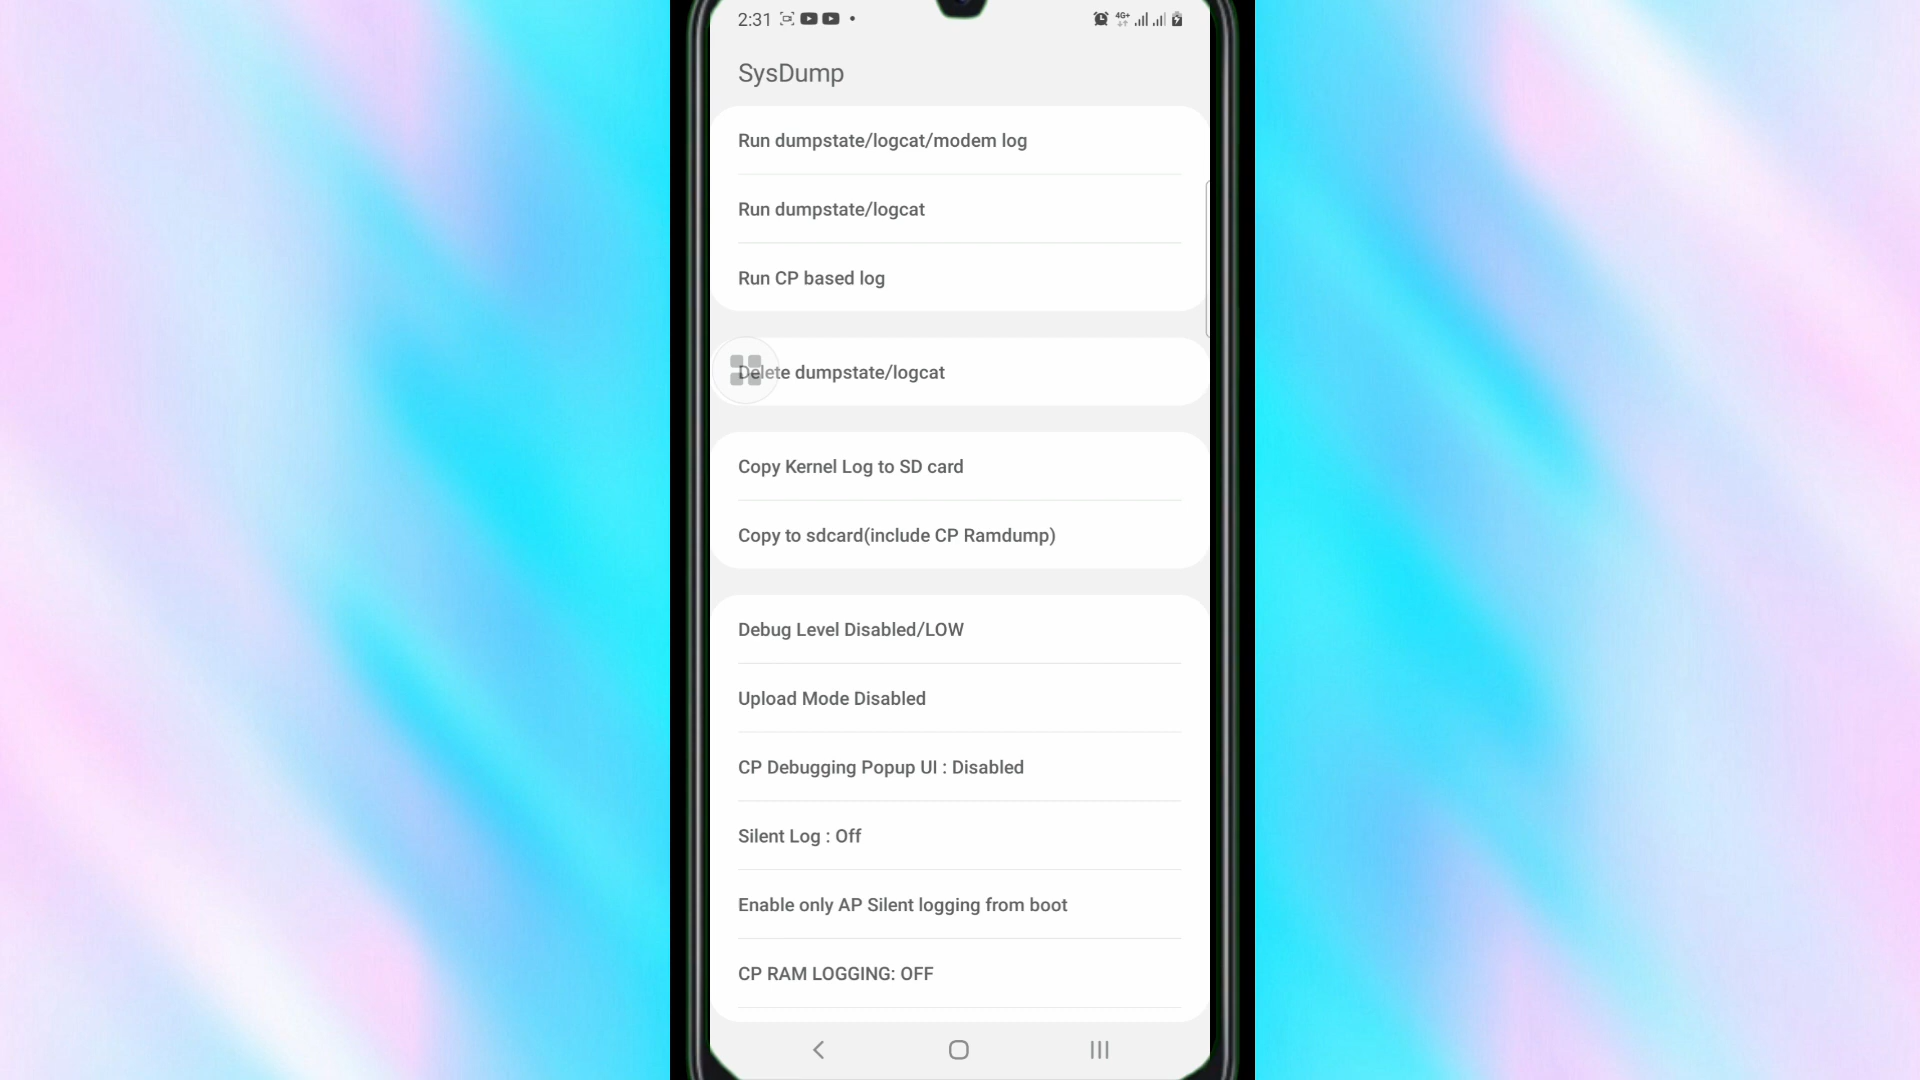 2:31
4G+
SysDump
Run dumpstate/logcat/modem log
Run dumpstate/logcat
Run CP based log
Delete dumpstate/logcat
Copy Kernel Log to SD card
Copy to sdcard(include CP Ramdump)
Debug Level Disabled/LOW
Upload Mode Disabled
CP Debugging Popup UI : Disabled
Silent Log : Off
Enable only AP Silent logging from boot
CP RAM LOGGING: OFF